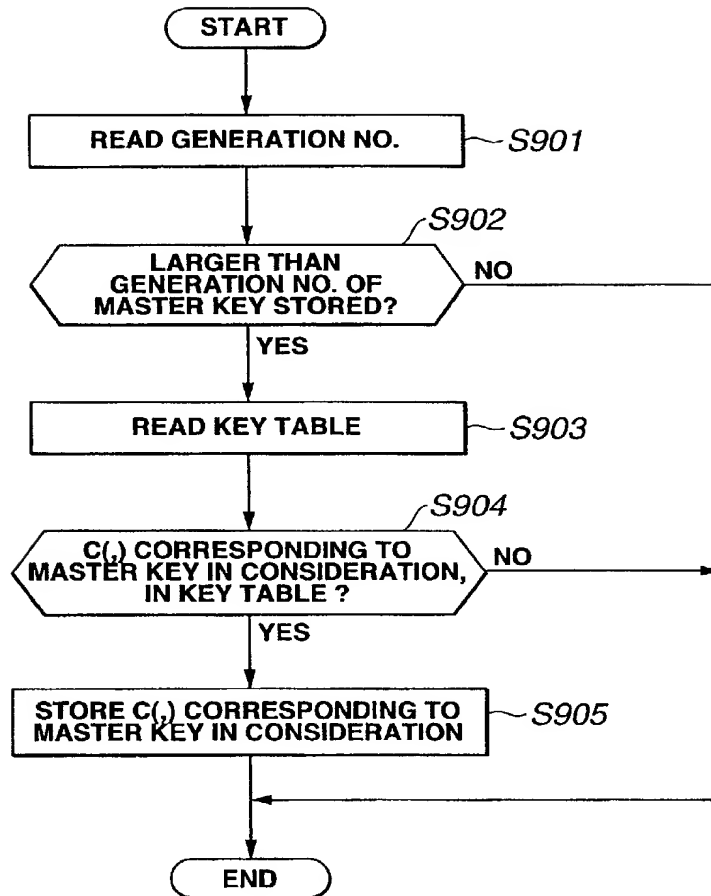 START
READ GENERATION NO.
S901
S902
LARGER THAN
GENERATION NO. OF
MASTER KEY STORED?
NO
YES
READ KEY TABLE
S903
S904
C(,) CORRESPONDING TO
MASTER KEY IN CONSIDERATION,
IN KEY TABLE ?
NO
YES
STORE C(,) CORRESPONDING TO
MASTER KEY IN CONSIDERATION
S905
END